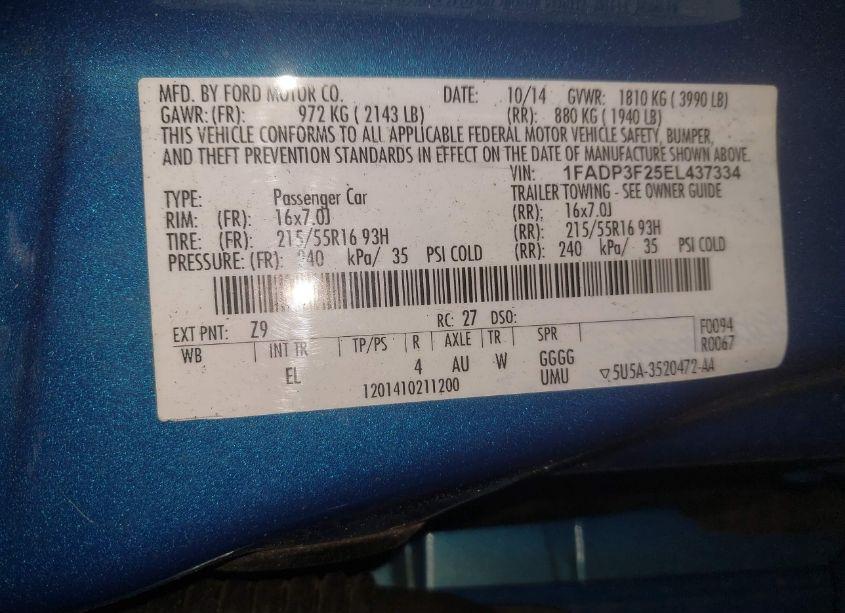 MFD. BY FORD MOTOR CO. DATE: 10/14 GVWR: 1810 KG ( 3990 LB)
GAWR: (FR): 972 KG ( 2143 LB) (RR): 880 KG ( 1940 LB)
THIS VEHICLE CONFORMS TO ALL APPLICABLE FEDERAL MOTOR VEHICLE SAFETY, BUMPER,
AND THEFT PREVENTION STANDARDS IN EFFECT ON THE DATE OF MANUFACTURE SHOWN ABOVE.
VIN: 1FADP3F25EL437334
TYPE: Passenger Car TRAILER TOWING - SEE OWNER GUIDE
RIM: (FR): 16x7.0J (RR): 16x7.0J
TIRE: (FR): 215/55R16 93H (RR): 215/55R16 93H
PRESSURE: (FR): 240 kPa/ 35 PSI COLD (RR): 240 kPa/ 35 PSI COLD
EXT PNT: Z9 RC: 27 DSO: F0094
WB INT TR TP/PS R AXLE TR SPR R0067
EL 4 AU W GGGG ▽5U5A-3520472-AA
1201410211200 UMU